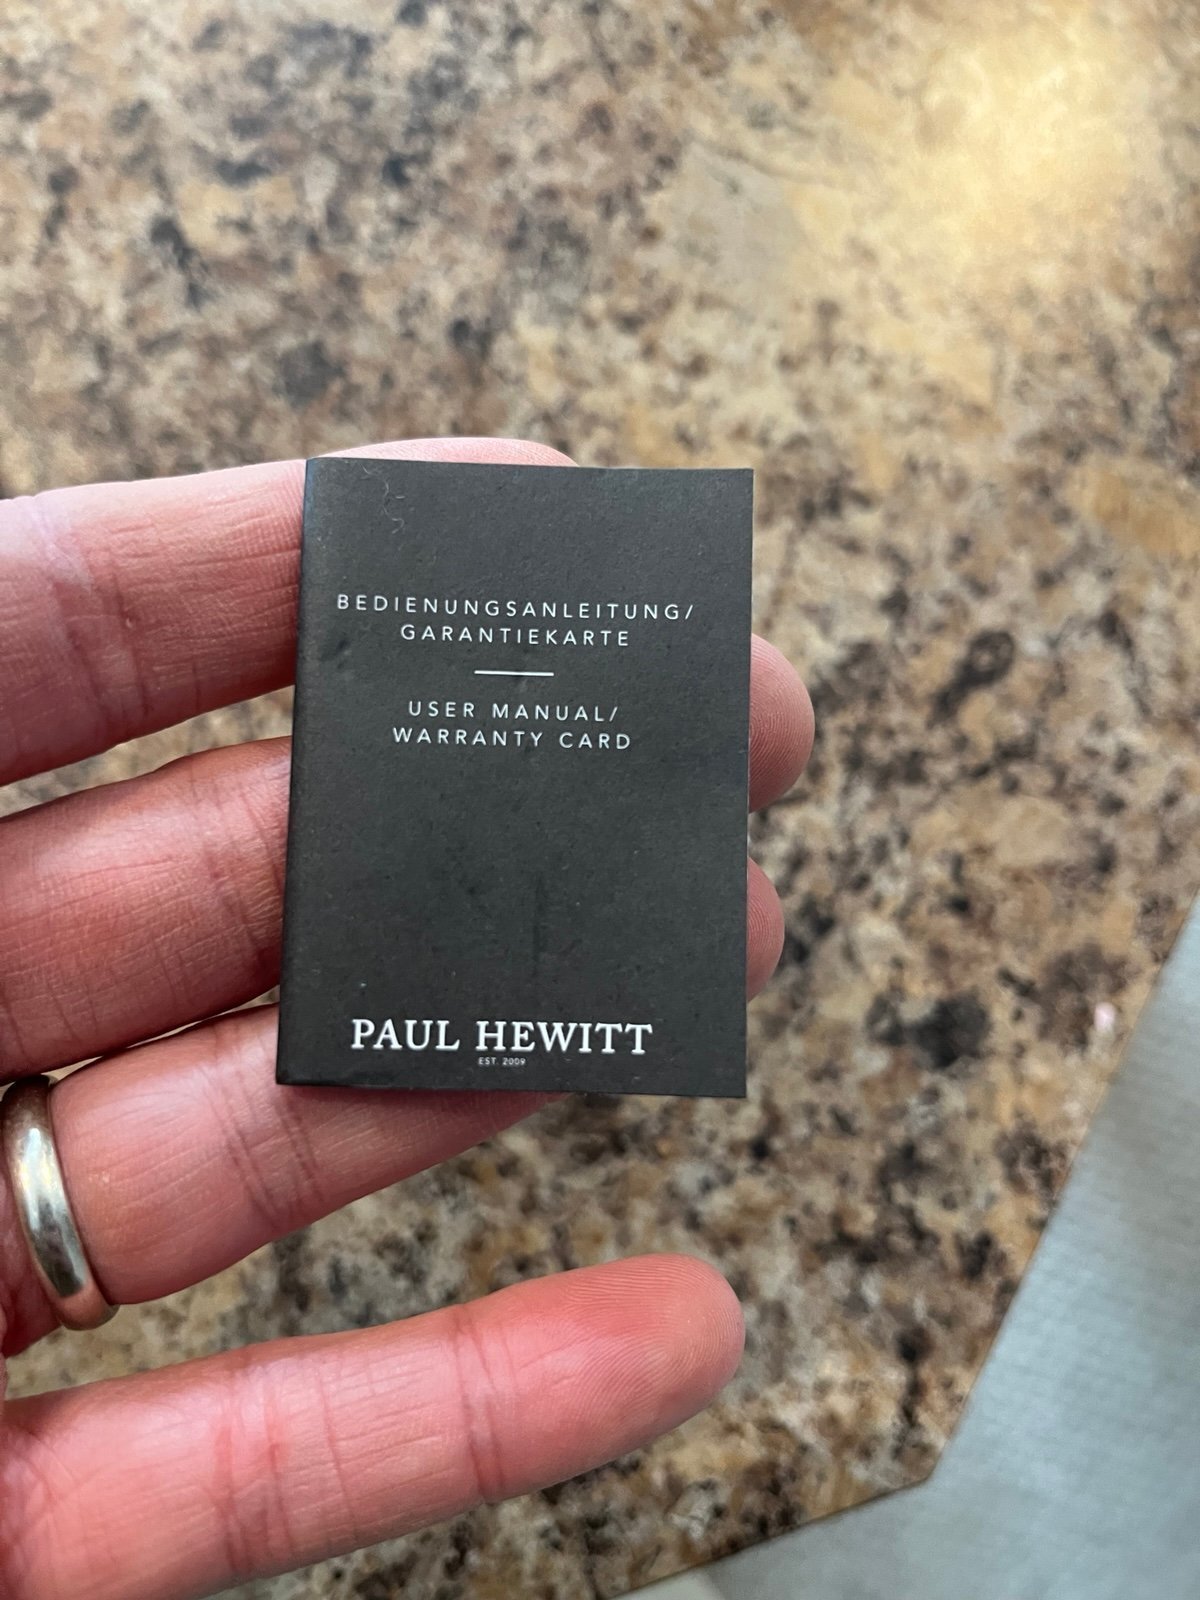 BEDIENUNGSANLEITUNG/
GARANTIEKARTE
USER MANUAL/
WARRANTY CARD
PAUL HEWITT
EST. 2009